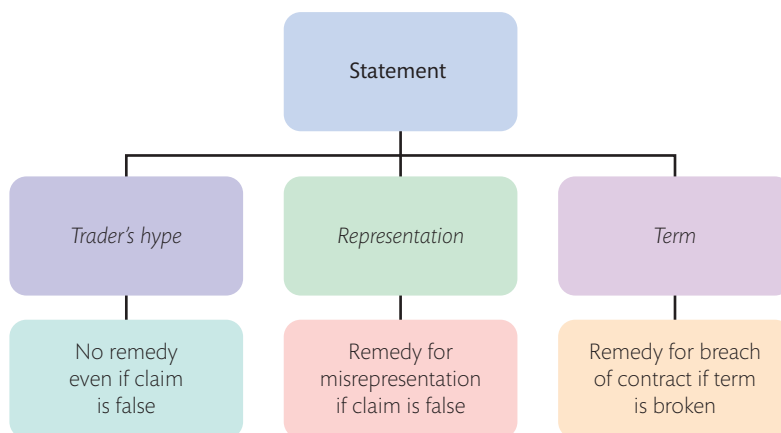 Statement
Trader's hype
Representation
Term
No remedy
even if claim
is false
Remedy for
misrepresentation
if claim is false
Remedy for breach
of contract if term
is broken